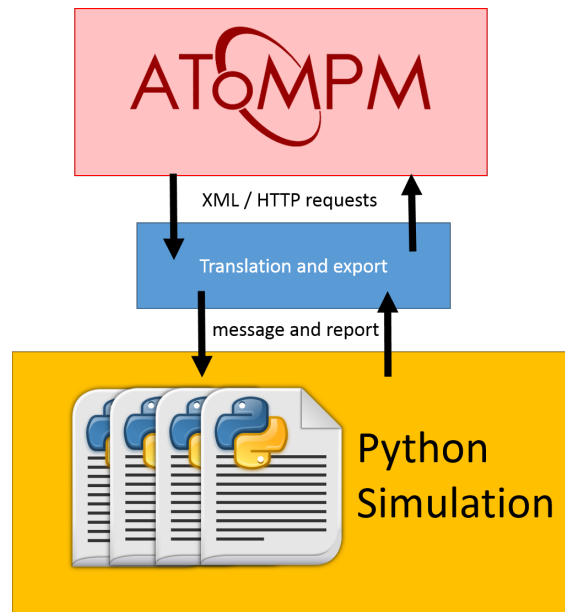 AToMPM
XML / HTTP requests
Translation and export
message and report
Python
Simulation